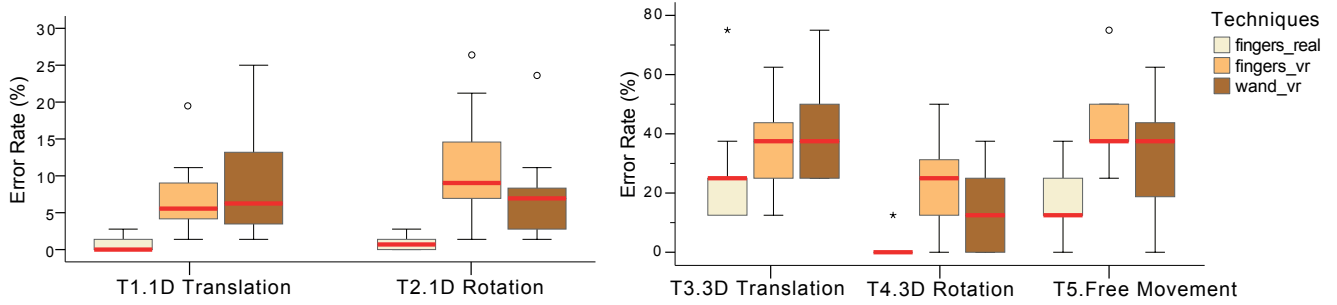 Error Rate (%)
30
25
20
15
10
5
0
T1.1D Translation
T2.1D Rotation
Error Rate (%)
80
60
40
20
0
T3.3D Translation
T4.3D Rotation
T5.Free Movement
Techniques
fingers_real
fingers_vr
wand_vr